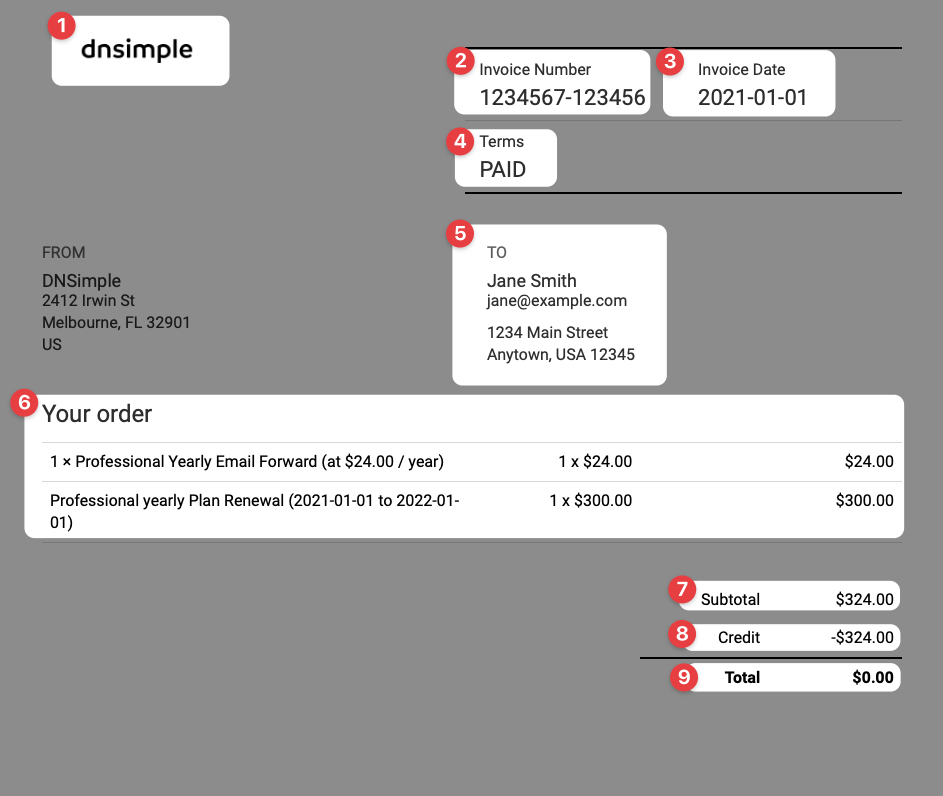 1
dnsimple
2 Invoice Number 3 Invoice Date
1234567-123456 2021-01-01
4 Terms
PAID
5
FROM
DNSimple
2412 Irwin St
Melbourne, FL 32901
US
TO
Jane Smith
jane@example.com
1234 Main Street
Anytown, USA 12345
6 Your order
1 × Professional Yearly Email Forward (at $24.00 / year) 1 x $24.00 $24.00
Professional yearly Plan Renewal (2021-01-01 to 2022-01- 1 x $300.00 $300.00
01)
7 Subtotal $324.00
8 Credit -$324.00
9 Total $0.00